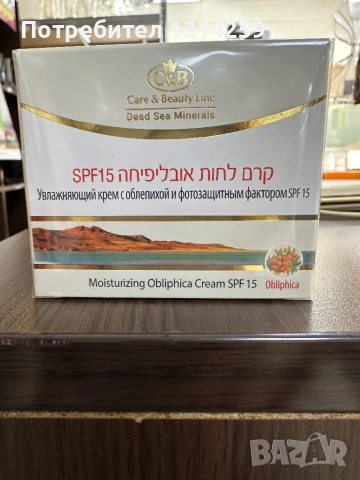 Потребител
C&B
Care & Beauty Line
Dead Sea Minerals
קרם לחות אובליפיחה SPF15
Увлажняющий крем с облепихой и фотозащитным фактором SPF 15
Moisturizing Obliphica Cream SPF 15
Obliphica
BAZAR